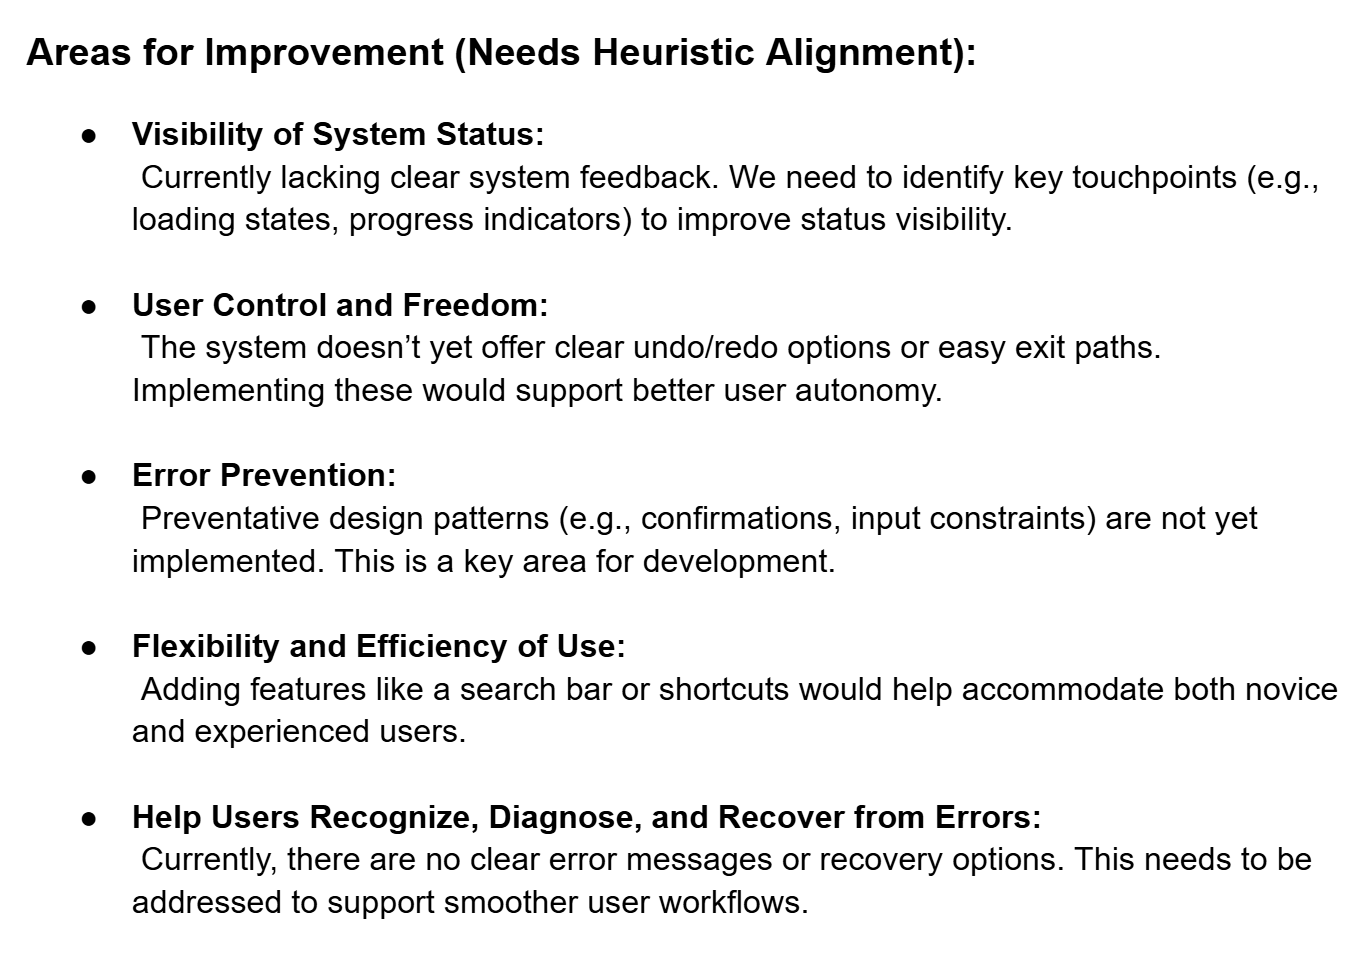 Areas for Improvement (Needs Heuristic Alignment):
● Visibility of System Status:
Currently lacking clear system feedback. We need to identify key touchpoints (e.g.,
loading states, progress indicators) to improve status visibility.
● User Control and Freedom:
The system doesn’t yet offer clear undo/redo options or easy exit paths.
Implementing these would support better user autonomy.
● Error Prevention:
Preventative design patterns (e.g., confirmations, input constraints) are not yet
implemented. This is a key area for development.
● Flexibility and Efficiency of Use:
Adding features like a search bar or shortcuts would help accommodate both novice
and experienced users.
● Help Users Recognize, Diagnose, and Recover from Errors:
Currently, there are no clear error messages or recovery options. This needs to be
addressed to support smoother user workflows.